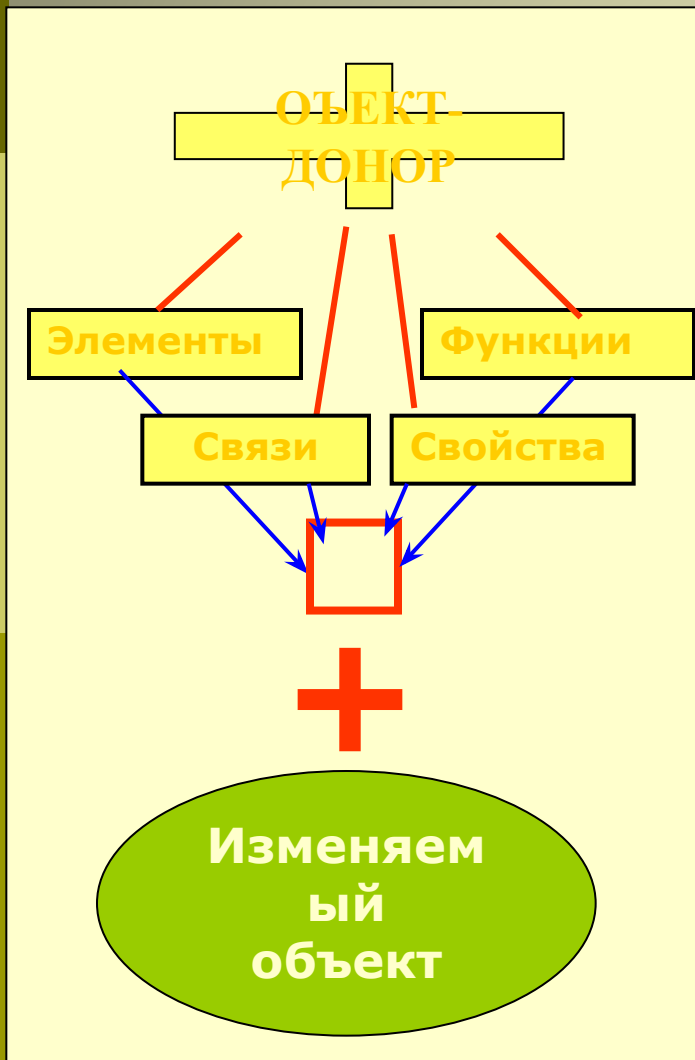 ОЪЕКТ-
ДОНОР
Элементы
Функции
Связи
Свойства
Изменяем
ый
объект